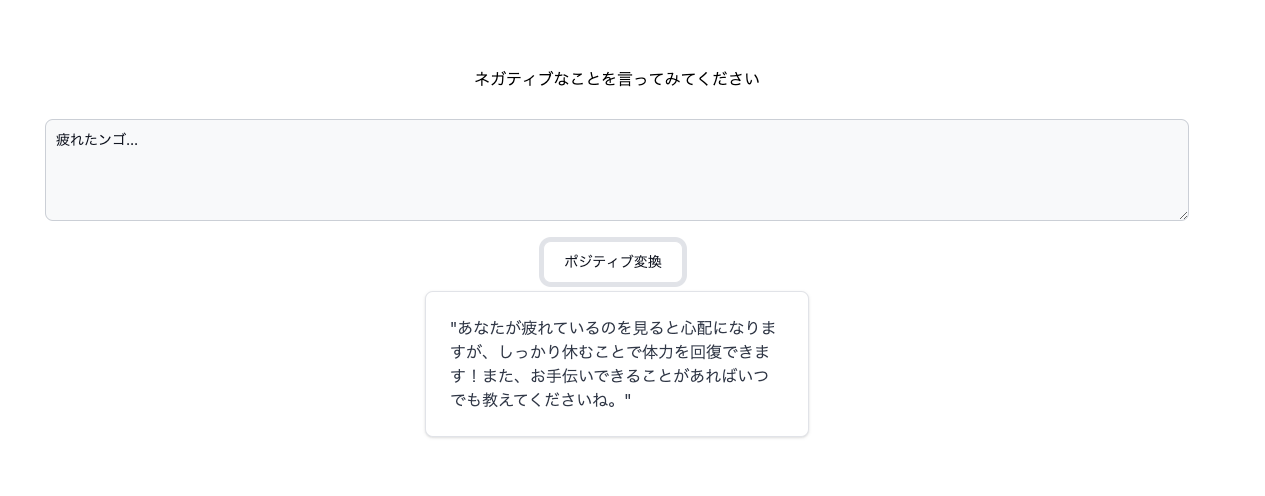 ネガティブなことを言ってみてください
疲れたンゴ...
ポジティブ変換
"あなたが疲れているのを見ると心配になりま
すが、しっかり休むことで体力を回復できま
す！また、お手伝いできることがあればいつ
でも教えてくださいね。"